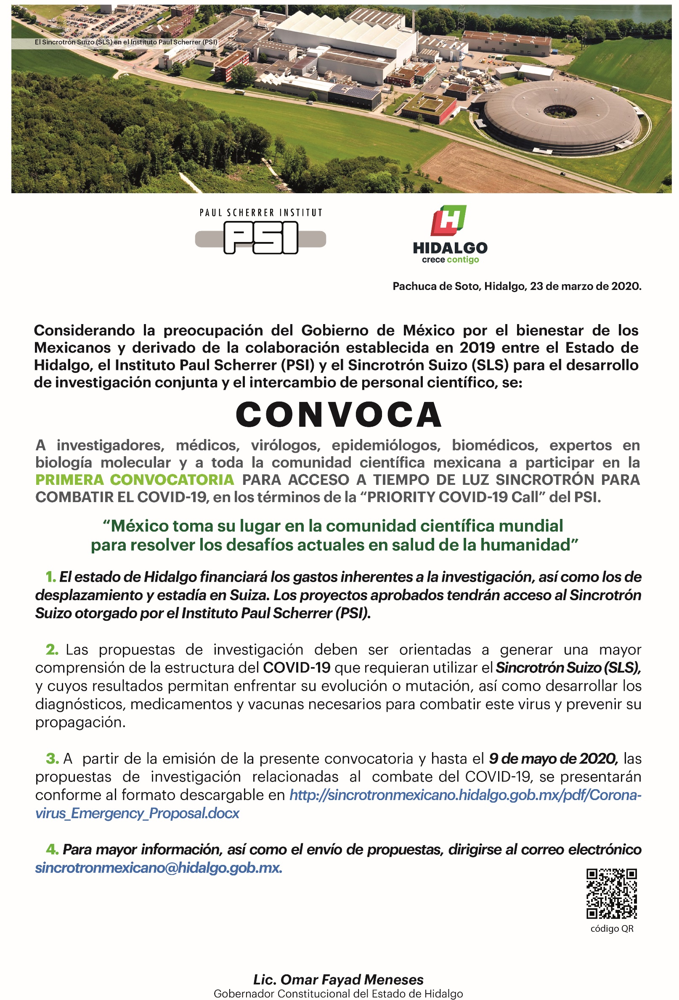 El Sincrotrón Suizo (SLS) en el Instituto Paul Scherrer (PSI)
PAUL SCHERRER INSTITUT
PSI
H
HIDALGO
crece contigo
Pachuca de Soto, Hidalgo, 23 de marzo de 2020.
Considerando la preocupación del Gobierno de México por el bienestar de los
Mexicanos y derivado de la colaboración establecida en 2019 entre el Estado de
Hidalgo, el Instituto Paul Scherrer (PSI) y el Sincrotrón Suizo (SLS) para el desarrollo
de investigación conjunta y el intercambio de personal científico, se:
CONVOCA
A investigadores, médicos, virólogos, epidemiólogos, biomédicos, expertos en
biología molecular y a toda la comunidad científica mexicana a participar en la
PRIMERA CONVOCATORIA PARA ACCESO A TIEMPO DE LUZ SINCROTRÓN PARA
COMBATIR EL COVID-19, en los términos de la “PRIORITY COVID-19 Call” del PSI.
“México toma su lugar en la comunidad científica mundial
para resolver los desafíos actuales en salud de la humanidad”
1. El estado de Hidalgo financiará los gastos inherentes a la investigación, así como los de
desplazamiento y estadía en Suiza. Los proyectos aprobados tendrán acceso al Sincrotrón
Suizo otorgado por el Instituto Paul Scherrer (PSI).
2. Las propuestas de investigación deben ser orientadas a generar una mayor
comprensión de la estructura del COVID-19 que requieran utilizar el Sincrotrón Suizo (SLS),
y cuyos resultados permitan enfrentar su evolución o mutación, así como desarrollar los
diagnósticos, medicamentos y vacunas necesarios para combatir este virus y prevenir su
propagación.
3. A partir de la emisión de la presente convocatoria y hasta el 9 de mayo de 2020, las
propuestas de investigación relacionadas al combate del COVID-19, se presentarán
conforme al formato descargable en http://sincrotronmexicano.hidalgo.gob.mx/pdf/Corona-
virus_Emergency_Proposal.docx
4. Para mayor información, así como el envío de propuestas, dirigirse al correo electrónico
sincrotronmexicano@hidalgo.gob.mx.
código QR
Lic. Omar Fayad Meneses
Gobernador Constitucional del Estado de Hidalgo